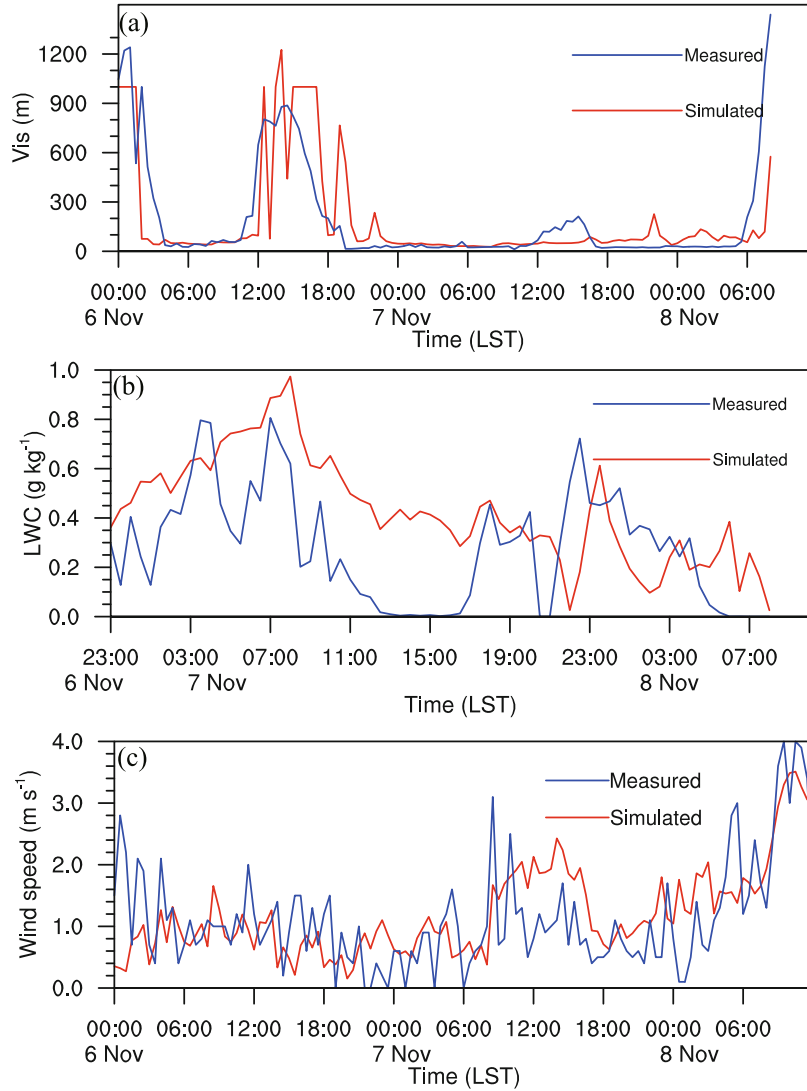 (a)
Vis (m)
1200
900
600
300
0
Measured
Simulated
00:00 06:00 12:00 18:00 00:00 06:00 12:00 18:00 00:00 06:00
6 Nov 7 Nov 8 Nov
Time (LST)
(b)
LWC (g kg⁻¹)
1.0
0.8
0.6
0.4
0.2
0.0
Measured
Simulated
23:00 03:00 07:00 11:00 15:00 19:00 23:00 03:00 07:00
6 Nov 7 Nov 8 Nov
Time (LST)
(c)
Wind speed (m s⁻¹)
4.0
3.0
2.0
1.0
0.0
Measured
Simulated
00:00 06:00 12:00 18:00 00:00 06:00 12:00 18:00 00:00 06:00
6 Nov 7 Nov 8 Nov
Time (LST)